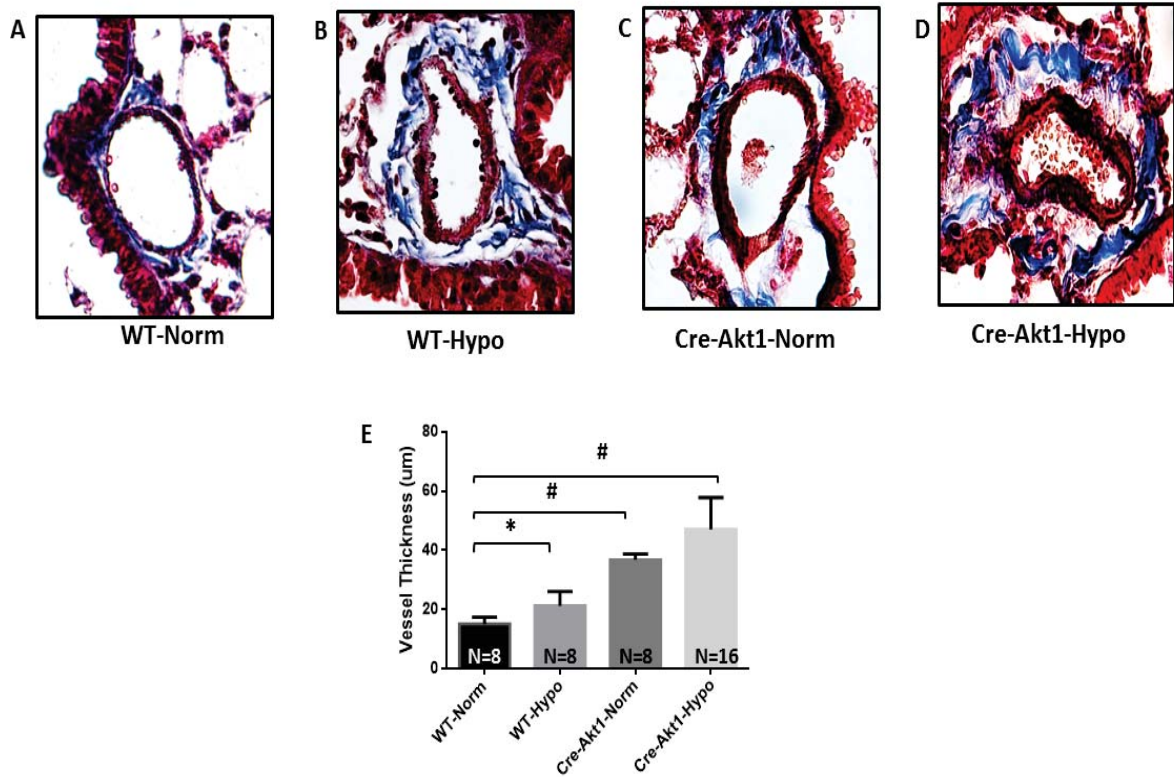 A
B
C
D
WT-Norm
WT-Hypo
Cre-Akt1-Norm
Cre-Akt1-Hypo
E
Vessel Thickness (um)
80
60
40
20
0
#
#
*
N=8
N=8
N=8
N=16
WT-Norm
WT-Hypo
Cre-Akt1-Norm
Cre-Akt1-Hypo